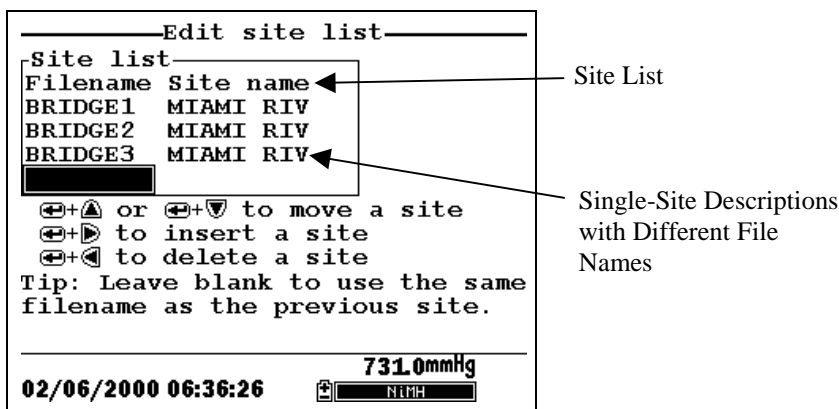 Edit site list
Site list
Filename Site name
BRIDGE1 MIAMI RIV
BRIDGE2 MIAMI RIV
BRIDGE3 MIAMI RIV
+ or + to move a site
+ to insert a site
+ to delete a site
Tip: Leave blank to use the same
filename as the previous site.
731.0mmHg
02/06/2000 06:36:26 NiMH
Site List
Single-Site Descriptions
with Different File
Names